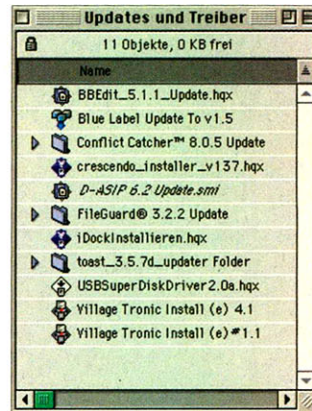 Updates und Treiber
11 Objekte, 0 KB frei
Name
BBEdit_5.1.1_Update.hqx
Blue Label Update To v1.5
Conflict Catcher™ 8.0.5 Update
crescendo_installer_v137.hqx
D-ASIP 6.2 Update.smi
FileGuard® 3.2.2 Update
iDockInstallieren.hqx
toast_3.5.7d_updater Folder
USBSuperDiskDriver2.0a.hqx
Village Tronic Install (e) 4.1
Village Tronic Install (e)#1.1